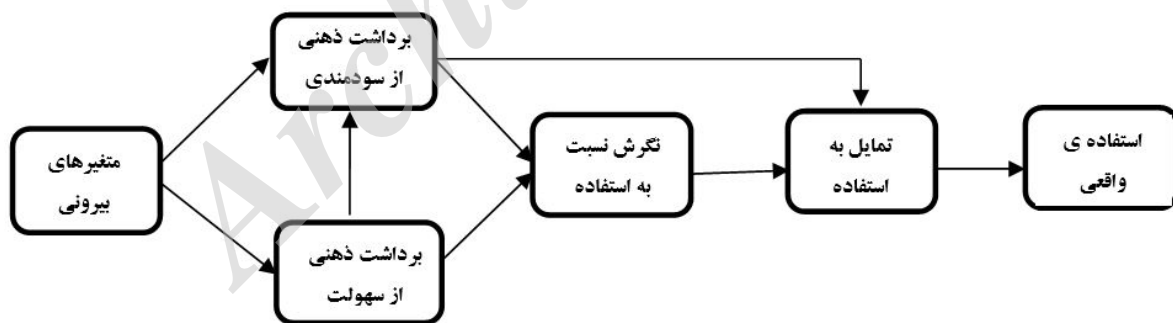 برداشت ذهنی
از سودمندی
متغیرهای
بیرونی
برداشت ذهنی
از سهولت
نگرش نسبت
به استفاده
تمایل به
استفاده
استفاده ی
واقعی